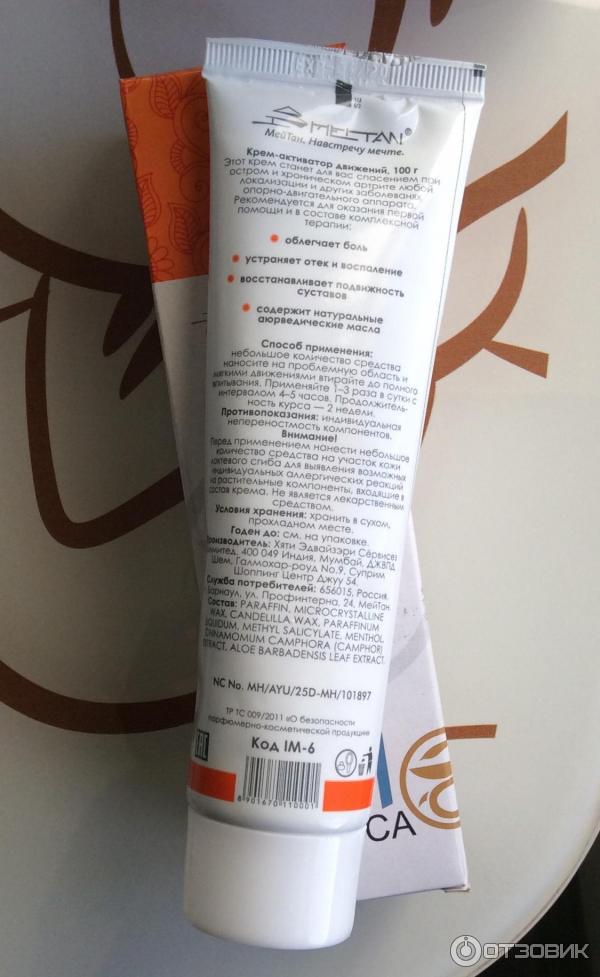 MEITAN®
МейТан. Навстречу мечте.
Крем-активатор движений, 100 г
Этот крем станет для вас спасением при
остром и хроническом артрите любой
локализации и других заболеваниях
опорно-двигательного аппарата.
Рекомендуется для оказания первой
помощи и в составе комплексной
терапии:
облегчает боль
устраняет отек и воспаление
восстанавливает подвижность
суставов
содержит натуральные
аюрведические масла
Способ применения:
небольшое количество средства
нанесите на проблемную область и
мягкими движениями втирайте до полного
впитывания. Применяйте 1–3 раза в сутки с
интервалом 4–5 часов. Продолжитель-
ность курса — 2 недели.
Противопоказания: индивидуальная
непереностимость компонентов.
Внимание!
Перед применением нанести небольшое
количество средства на участок кожи
локтевого сгиба для выявления возможных
индивидуальных аллергических реакций
на растительные компоненты, входящие в
состав крема. Не является лекарственным
средством.
Условия хранения: хранить в сухом,
прохладном месте.
Годен до: см. на упаковке.
Производитель: Хяти Эдвайзэри Сёрвисез
Лимитед, 400 049 Индия, Мумбай, ДЖВПД
Шем, Галмохар-роуд No.9, Суприм
Шоппинг Центр Джуу 54.
Служба потребителей: 656015, Россия,
Барнаул, ул. Профинтерна, 24, МейТан.
Состав: PARAFFIN, MICROCRYSTALLINE
WAX, CANDELILLA WAX, PARAFFINUM
LIQUIDUM, METHYL SALICYLATE, MENTHOL,
CINNAMOMUM CAMPHORA (CAMPHOR)
EXTRACT, ALOE BARBADENSIS LEAF EXTRACT.
NC No. MH/AYU/25D-MH/101897
ТР ТС 009/2011 «О безопасности
парфюмерно-косметической продукции»
Код IM-6
EAC
8 901670 110001
CA
ОТЗОВИК